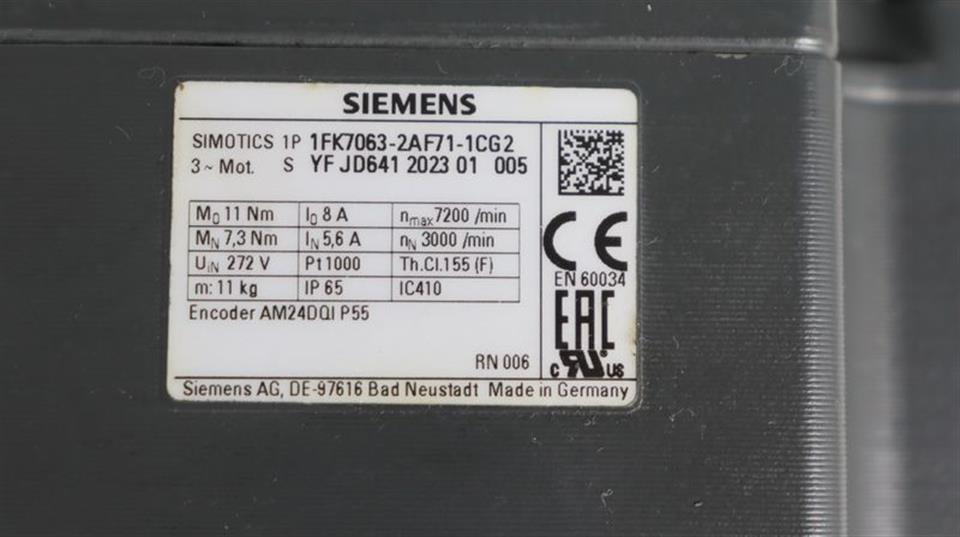 SIEMENS
SIMOTICS 1P 1FK7063-2AF71-1CG2
3~ Mot. S YF JD641 2023 01 005
M0 11 Nm I0 8 A nmax 7200 /min
MN 7,3 Nm IN 5,6 A nN 3000 /min
UIN 272 V Pt1000 Th.Cl.155 (F)
m: 11 kg IP 65 IC410
Encoder AM24DQI P55
CE
EN 60034
EAC
RN 006
c RU US
Siemens AG, DE-97616 Bad Neustadt Made in Germany